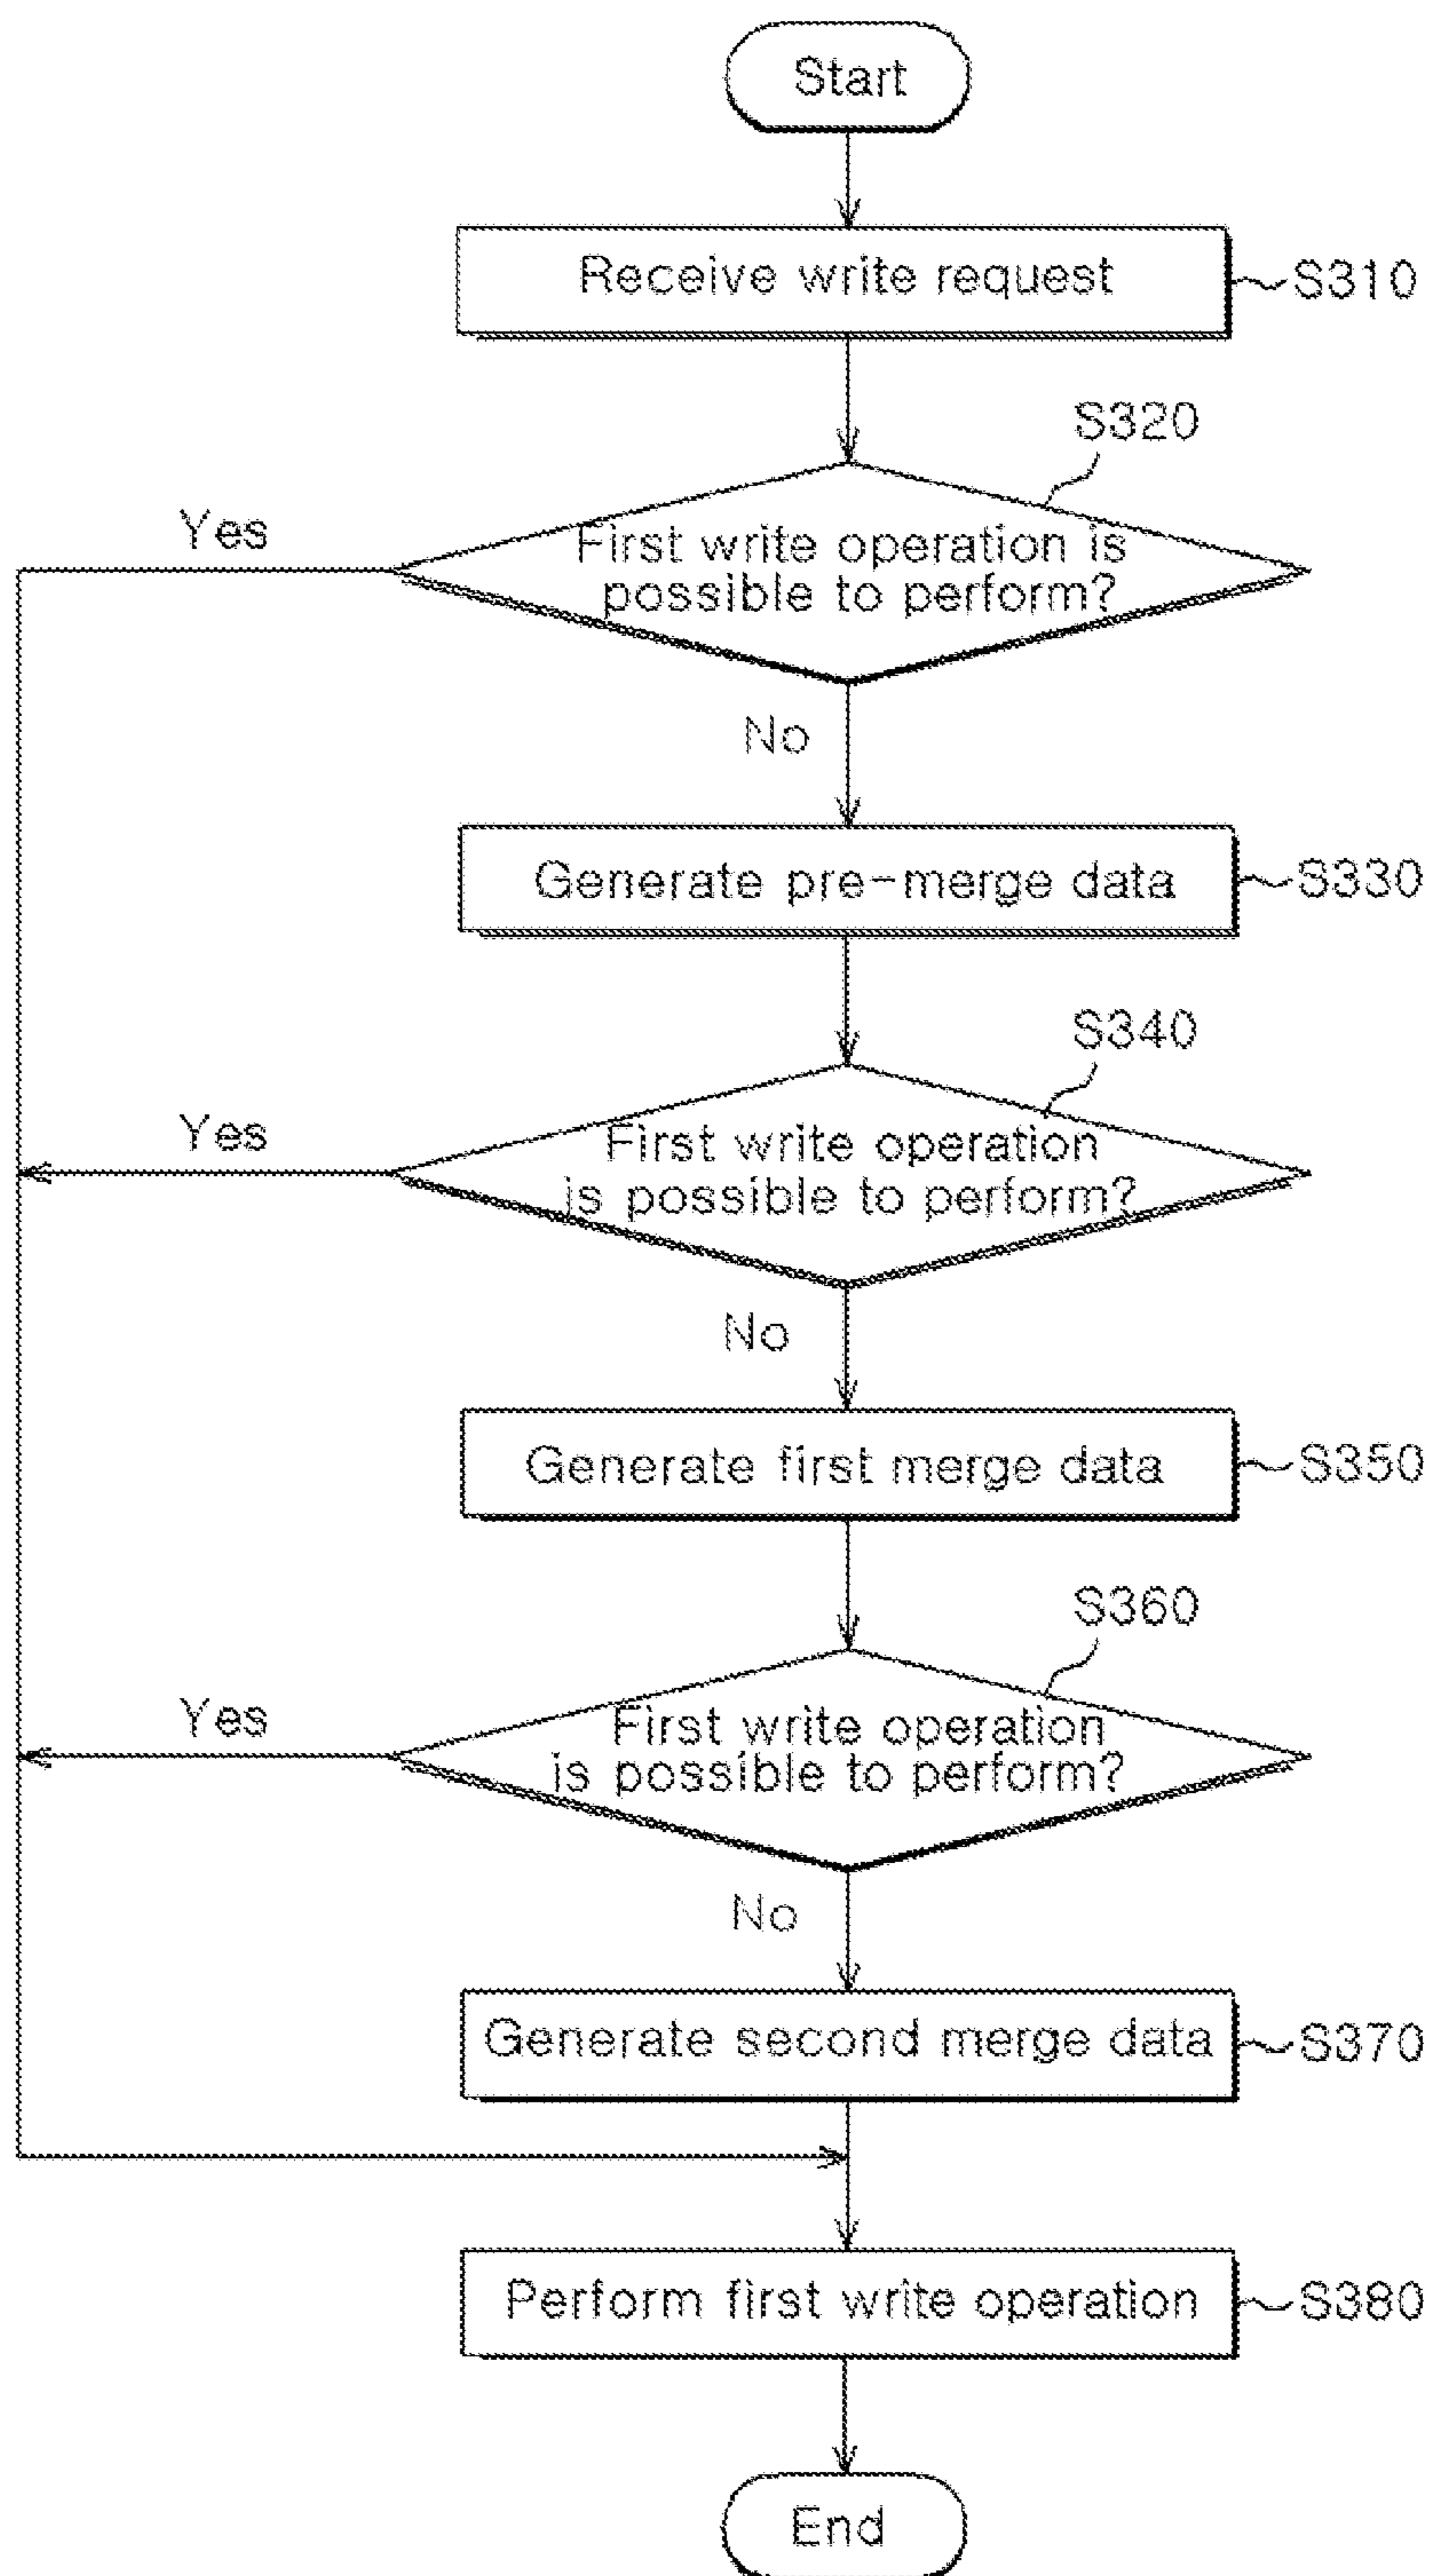 Start
Receive write request
S310
S320
Yes
First write operation is
possible to perform?
No
Generate pre-merge data
S330
S340
Yes
First write operation
is possible to perform?
No
Generate first merge data
S350
S360
Yes
First write operation
is possible to perform?
No
Generate second merge data
S370
Perform first write operation
S380
End